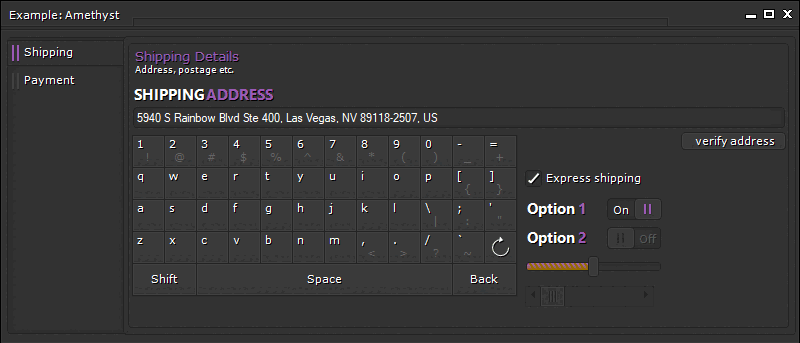 Example: Amethyst
Shipping
Payment
Shipping Details
Address, postage etc.
SHIPPING ADDRESS
5940 S Rainbow Blvd Ste 400, Las Vegas, NV 89118-2507, US
verify address
1 2 3 4 5 6 7 8 9 0 - =
! @ # $ % ^ & * ( ) _ +
q w e r t y u i o p [ ]
{ }
a s d f g h j k l \ ; '
| : "
z x c v b n m , . / `
< > ? ~
Shift Space Back
Express shipping
Option 1 On
Option 2 Off